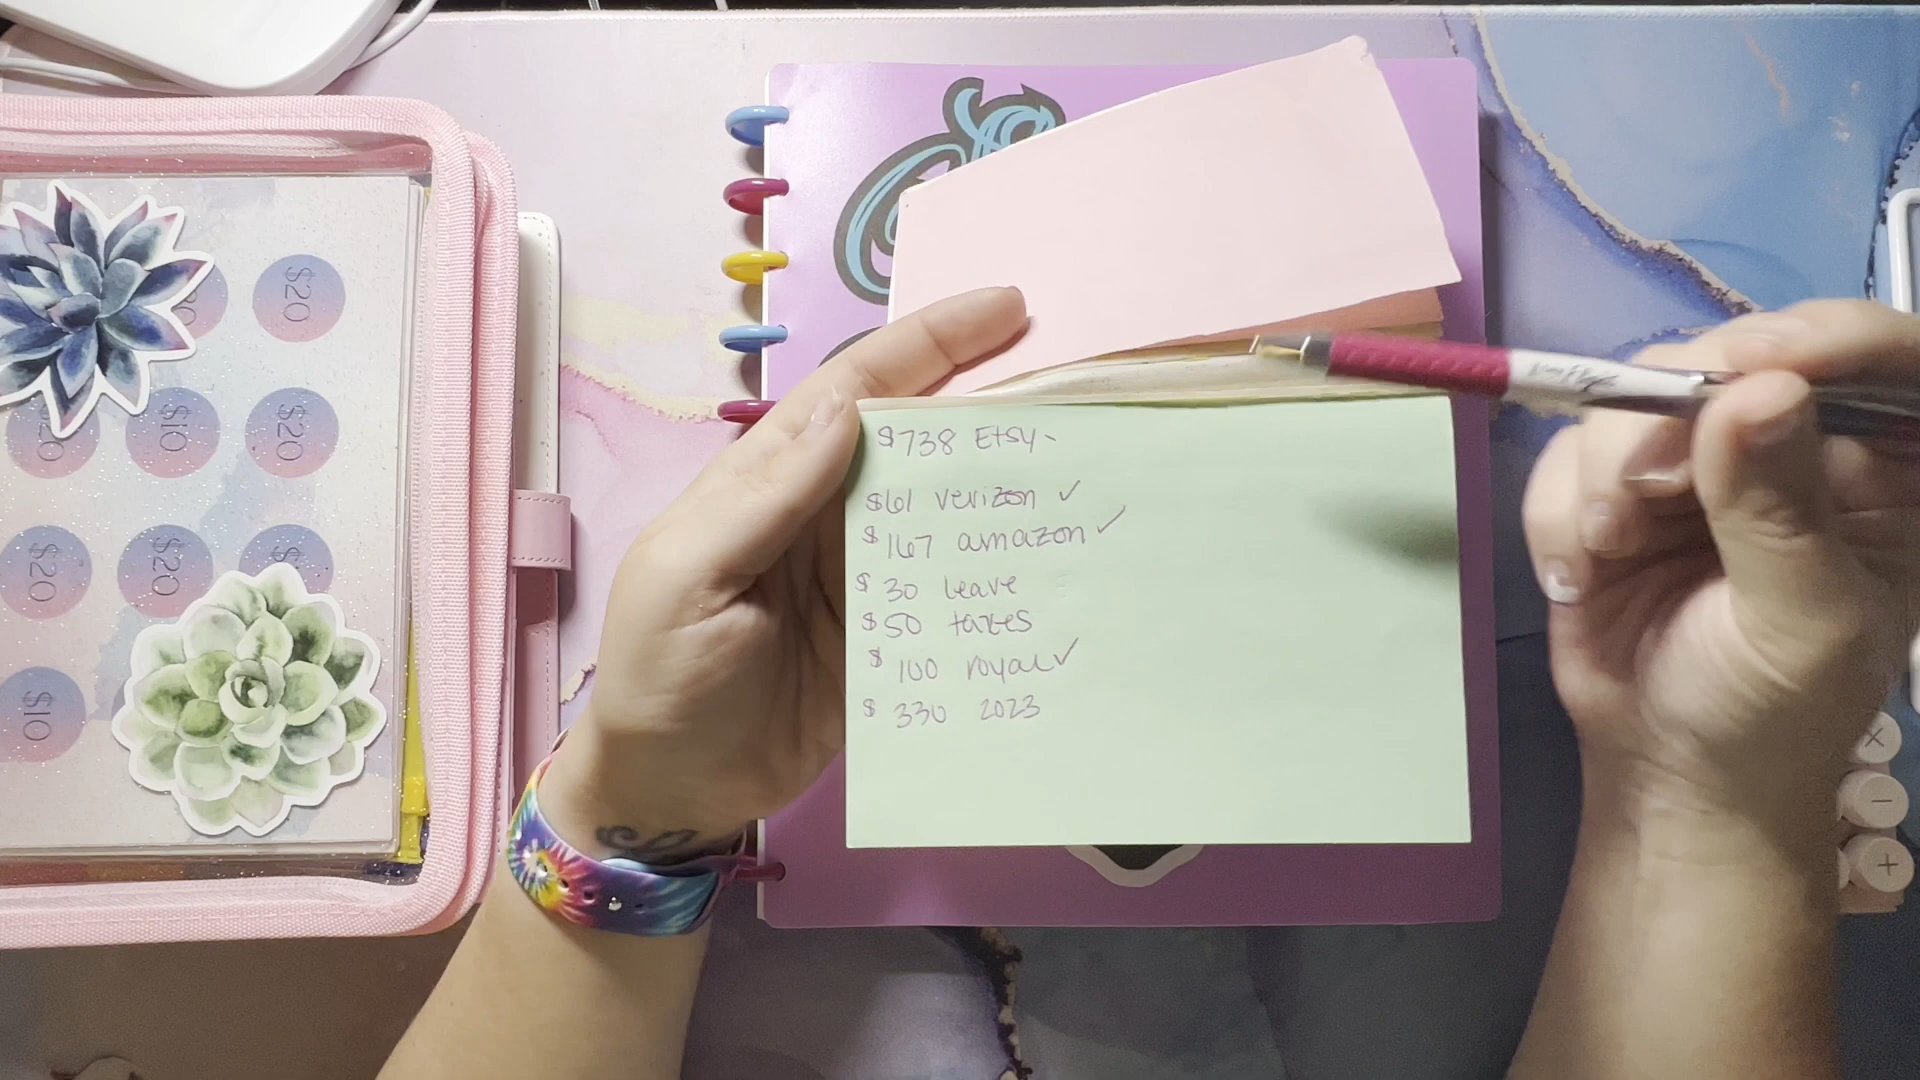 $738 Etsy-
$61 verizon ✓
$167 amazon ✓
$30 leave
$50 taxes
$100 royal ✓
$330 2023
$20
$20 $10 $20
$20 $20
$10
×
−
+